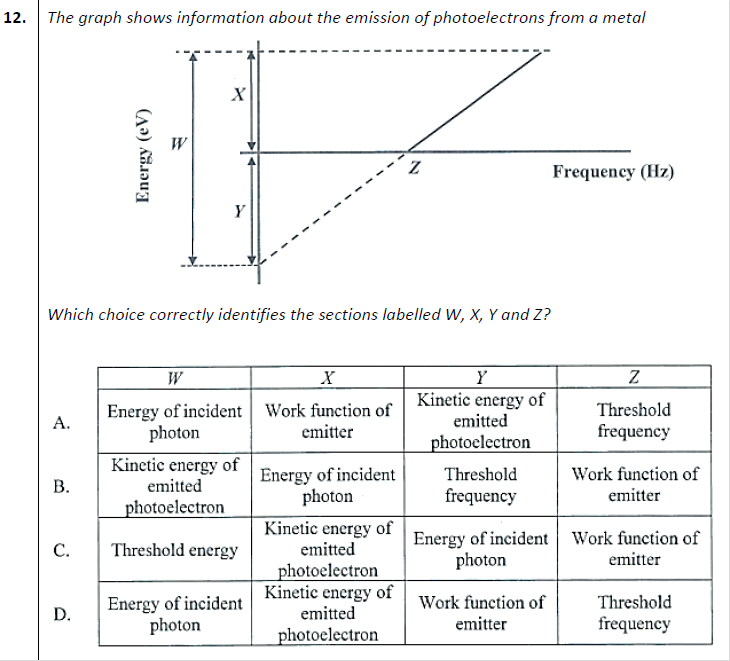 12. The graph shows information about the emission of photoelectrons from a metal
X
W
Energy (eV)
Z
Frequency (Hz)
Y
Which choice correctly identifies the sections labelled W, X, Y and Z?
W X Y Z
A. Energy of incident photon Work function of emitter Kinetic energy of emitted photoelectron Threshold frequency
B. Kinetic energy of emitted photoelectron Energy of incident photon Threshold frequency Work function of emitter
C. Threshold energy Kinetic energy of emitted photoelectron Energy of incident photon Work function of emitter
D. Energy of incident photon Kinetic energy of emitted photoelectron Work function of emitter Threshold frequency